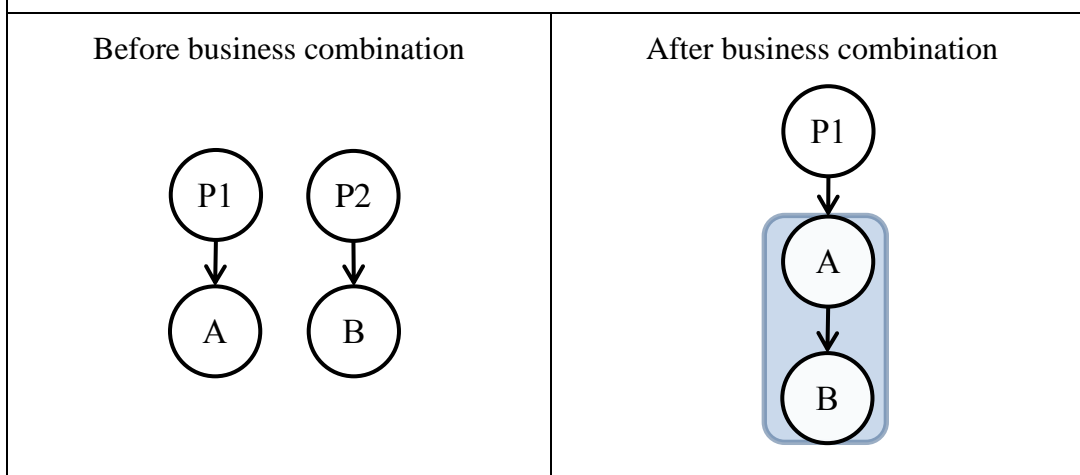 Before business combination
P1
P2
A
B
After business combination
P1
A
B